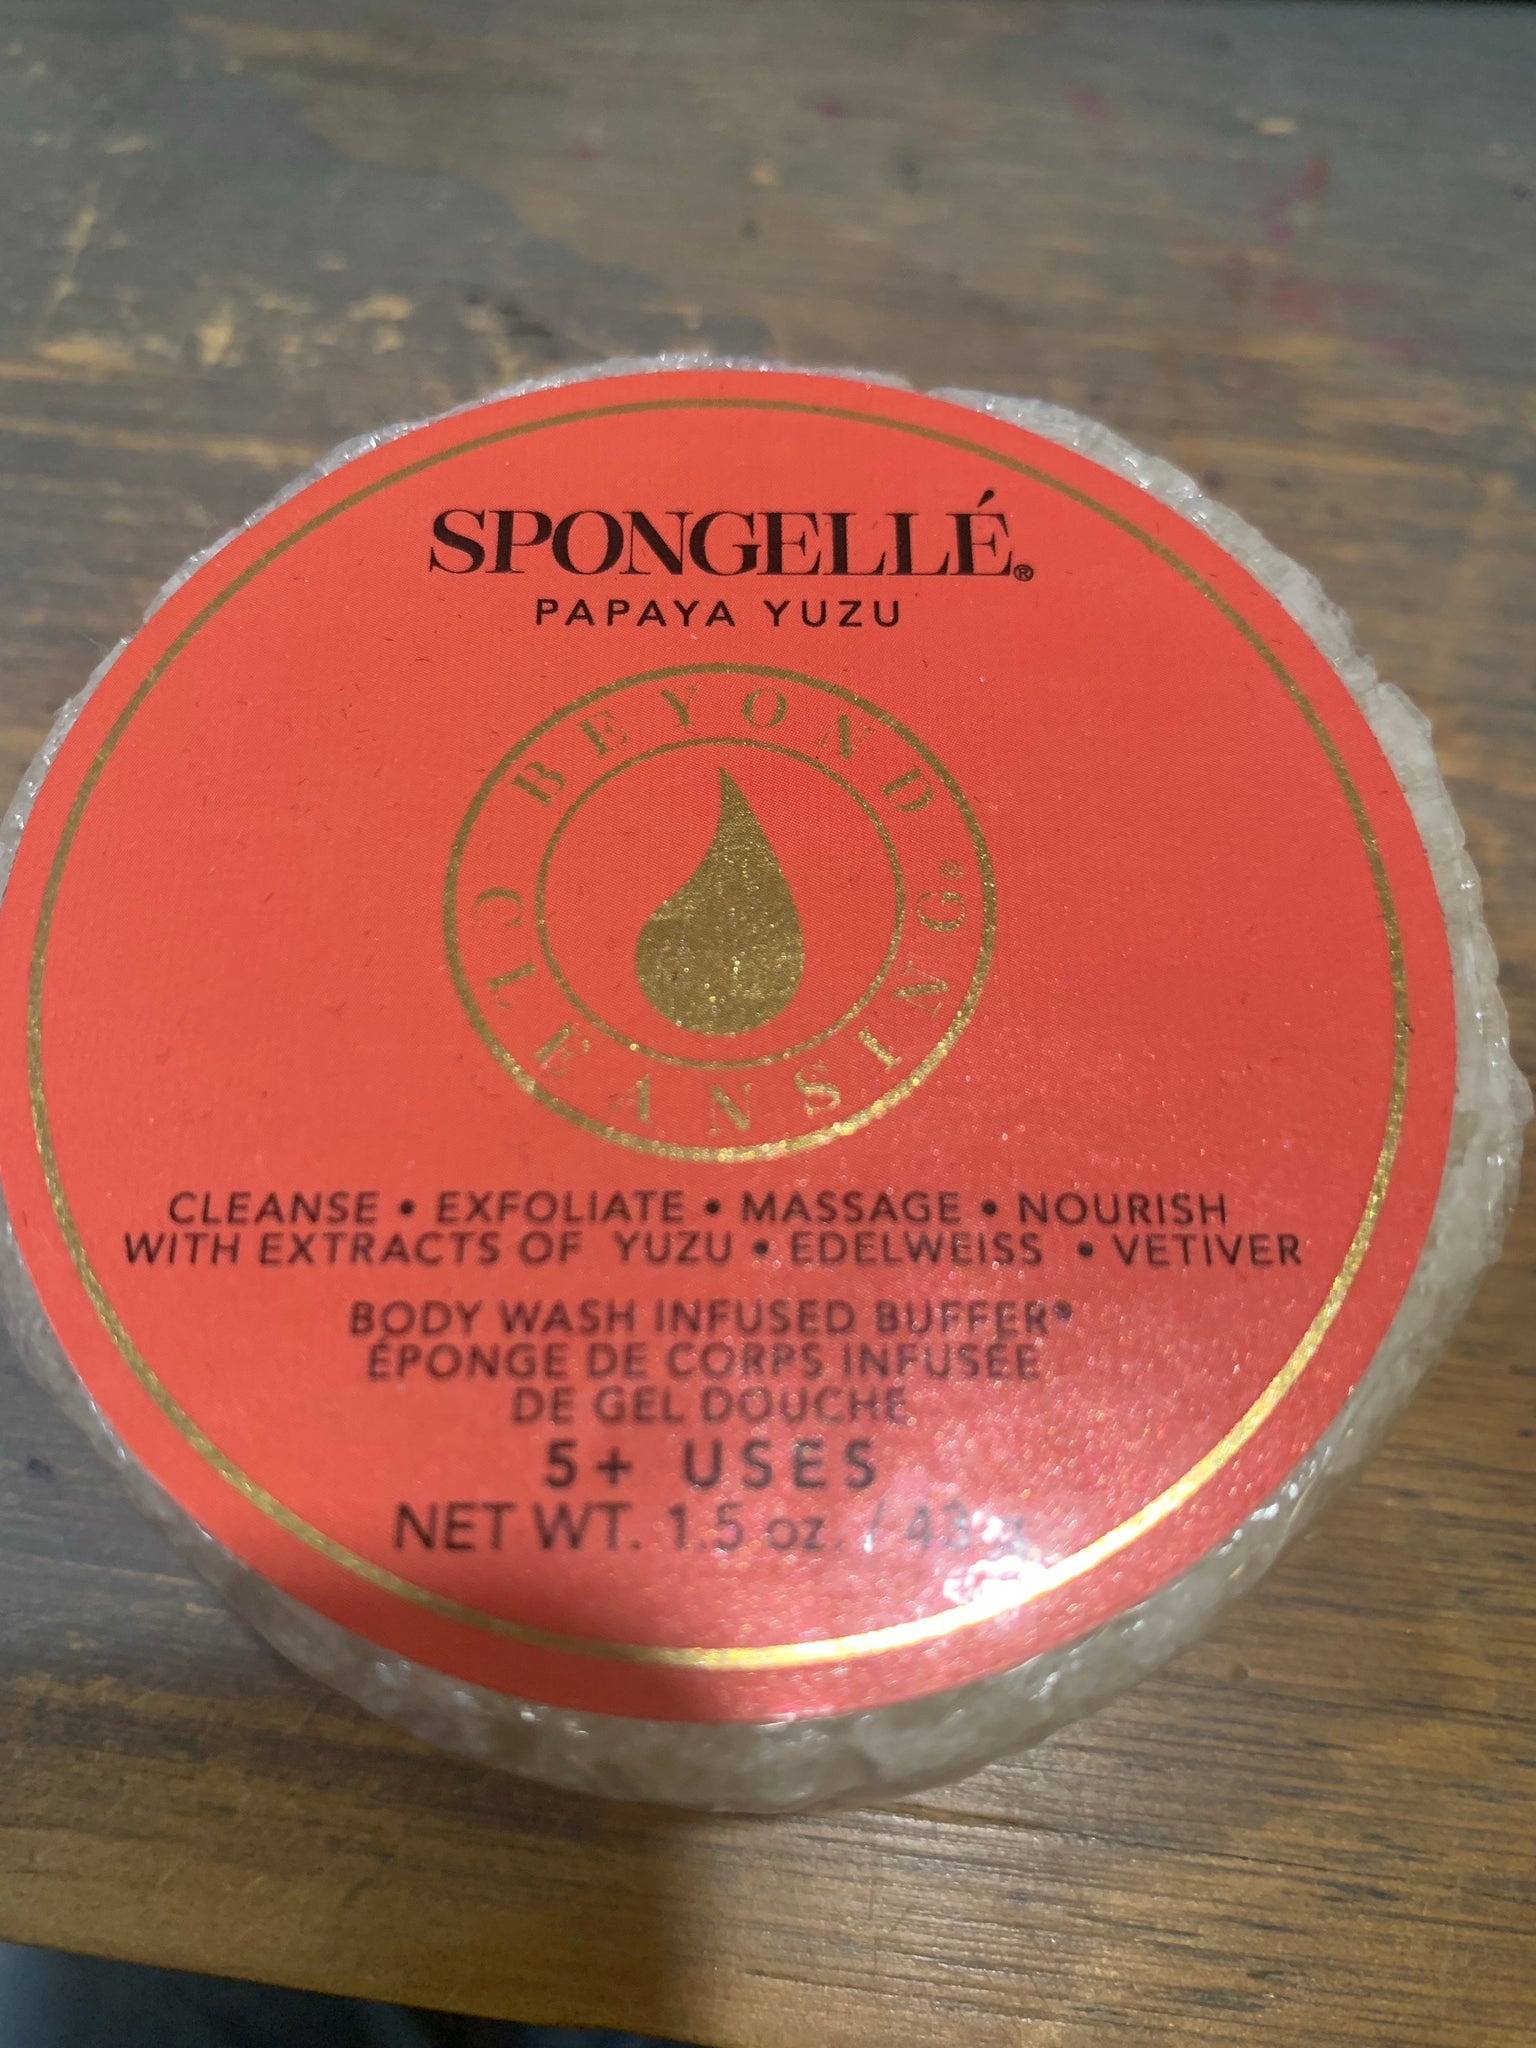 SPONGELLÉ®
PAPAYA YUZU
BEYOND
CLEANSING®
CLEANSE • EXFOLIATE • MASSAGE • NOURISH
WITH EXTRACTS OF YUZU • EDELWEISS • VETIVER
BODY WASH INFUSED BUFFER®
ÉPONGE DE CORPS INFUSÉE
DE GEL DOUCHE
5+ USES
NET WT. 1.5 oz. / 43 g